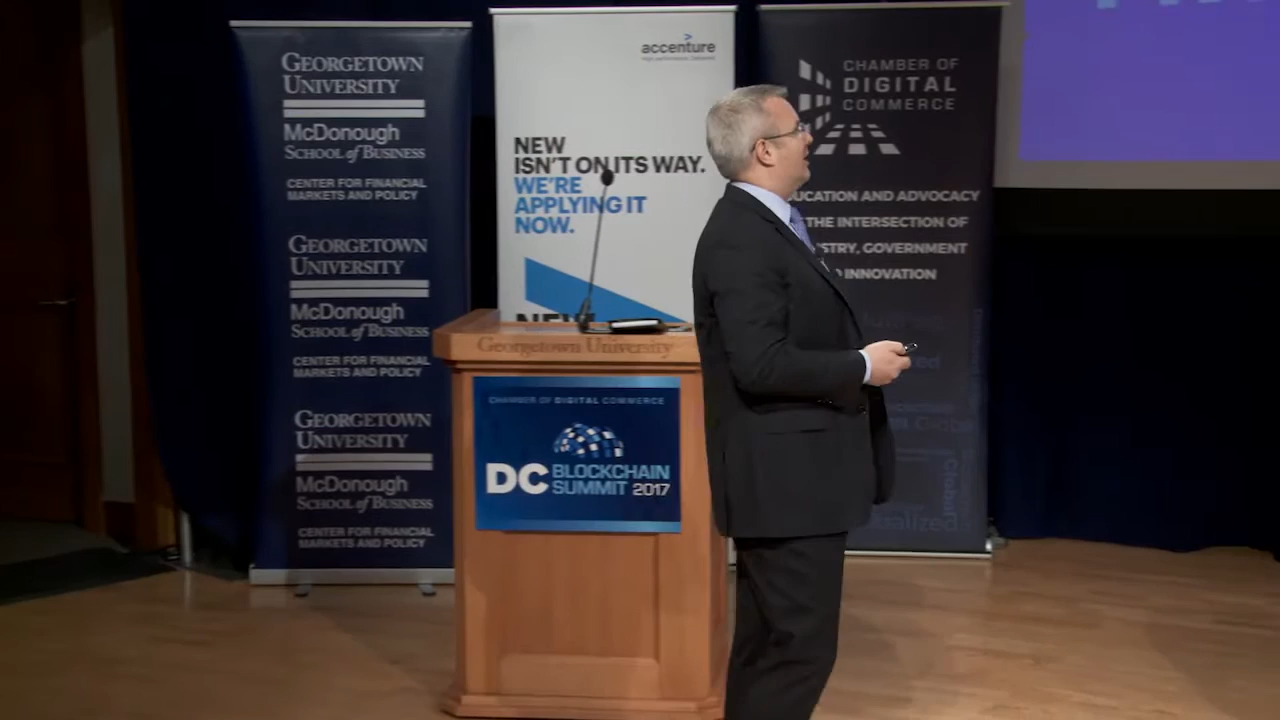 GEORGETOWN
UNIVERSITY
McDonough
SCHOOL of BUSINESS
CENTER FOR FINANCIAL
MARKETS AND POLICY
GEORGETOWN
UNIVERSITY
McDonough
SCHOOL of BUSINESS
CENTER FOR FINANCIAL
MARKETS AND POLICY
GEORGETOWN
UNIVERSITY
McDonough
SCHOOL of BUSINESS
CENTER FOR FINANCIAL
MARKETS AND POLICY
accenture
NEW
ISN'T ON ITS WAY.
WE'RE
APPLYING IT
NOW.
NEW
CHAMBER OF
DIGITAL
COMMERCE
UCATION AND ADVOCACY
THE INTERSECTION OF
STRY, GOVERNMENT
INNOVATION
Global
Georgetown University
CHAMBER OF DIGITAL COMMERCE
DC BLOCKCHAIN
SUMMIT 2017